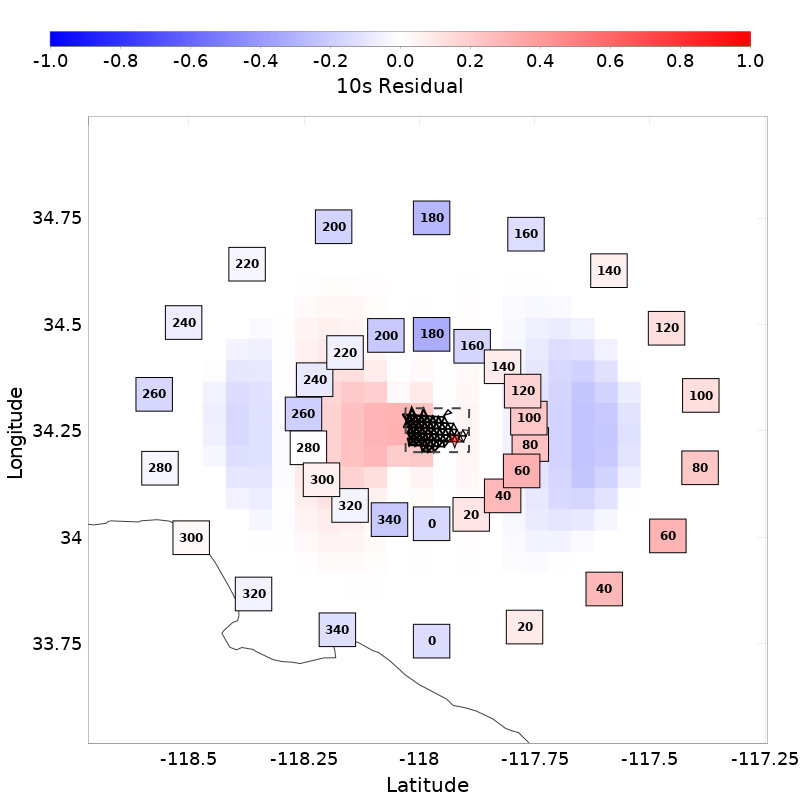 -1.0 -0.8 -0.6 -0.4 -0.2 0.0 0.2 0.4 0.6 0.8 1.0
10s Residual
34.75 200 180 160
220 140
34.5 240 200 180 160 120
220 140
240 120
260 260 100 100
34.25 Longitude
280 280 80 80
300 60
320 340 0 20 40
34 300 60
320 40
33.75 340 0 20
-118.5 -118.25 -118 -117.75 -117.5 -117.25
Latitude